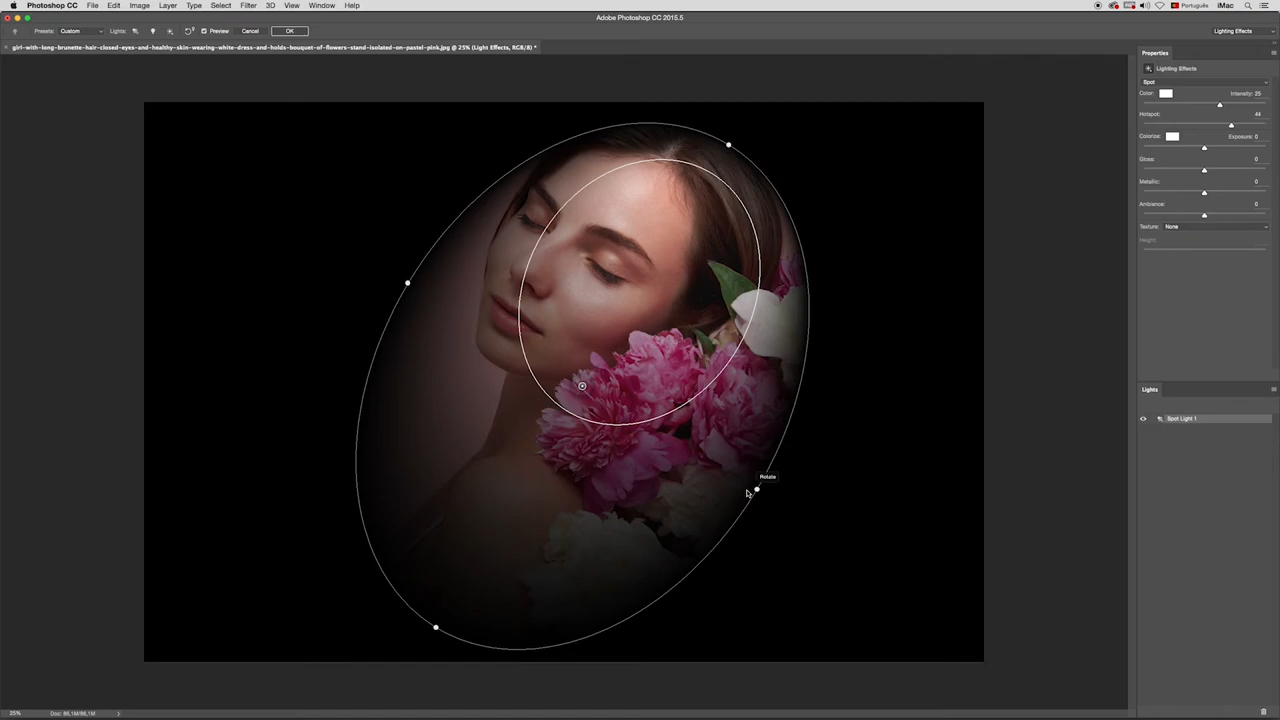 Photoshop CC File Edit Image Layer Type Select Filter 3D View Window Help Português iMac
Adobe Photoshop CC 2015.5
Presets: Custom Lights: Preview Cancel OK Lighting Effects
× girl-with-long-brunette-hair-closed-eyes-and-healthy-skin-wearing-white-dress-and-holds-bouquet-of-flowers-stand-isolated-on-pastel-pink.jpg @ 25% (Light Effects, RGB/8) *
Properties
Lighting Effects
Spot
Color: Intensity: 25
Hotspot: 44
Colorize: Exposure: 0
Gloss: 0
Metallic: 0
Ambiance: 0
Texture: None
Height:
Lights
Spot Light 1
Rotate
25% Doc: 86,1M/86,1M